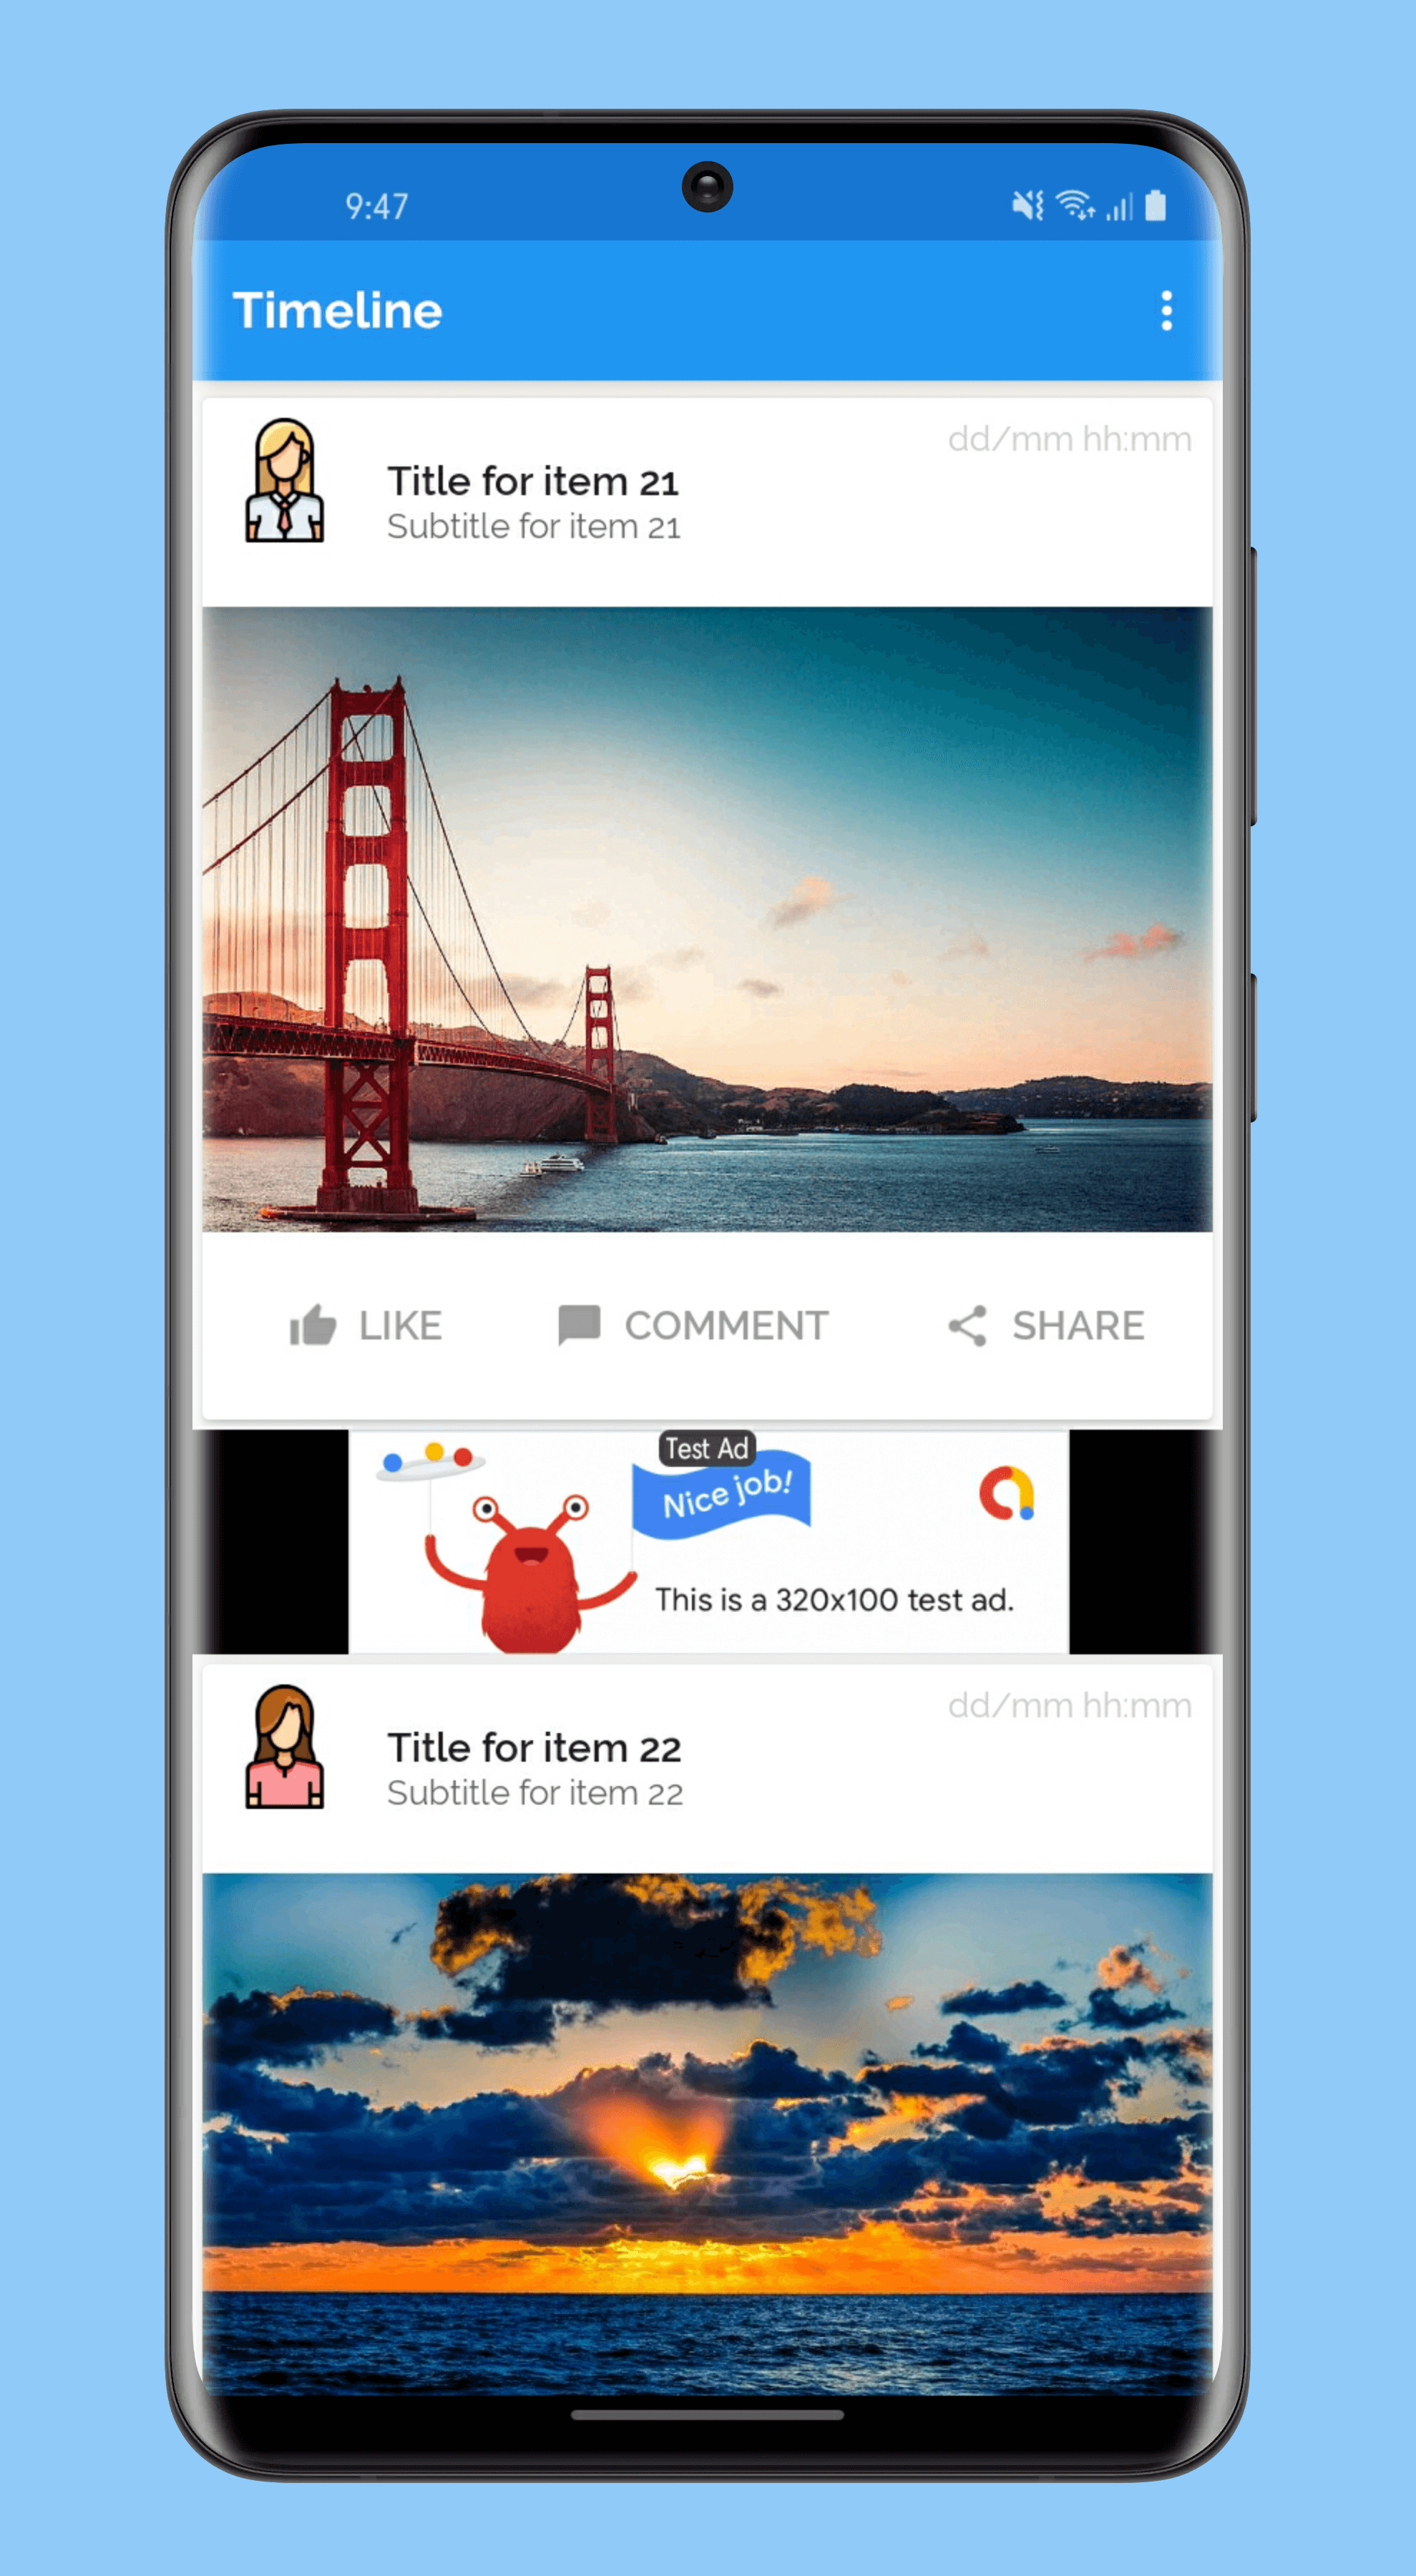 9:47
Timeline
dd/mm hh:mm
Title for item 21
Subtitle for item 21
LIKE COMMENT SHARE
Test Ad
Nice job!
This is a 320x100 test ad.
dd/mm hh:mm
Title for item 22
Subtitle for item 22